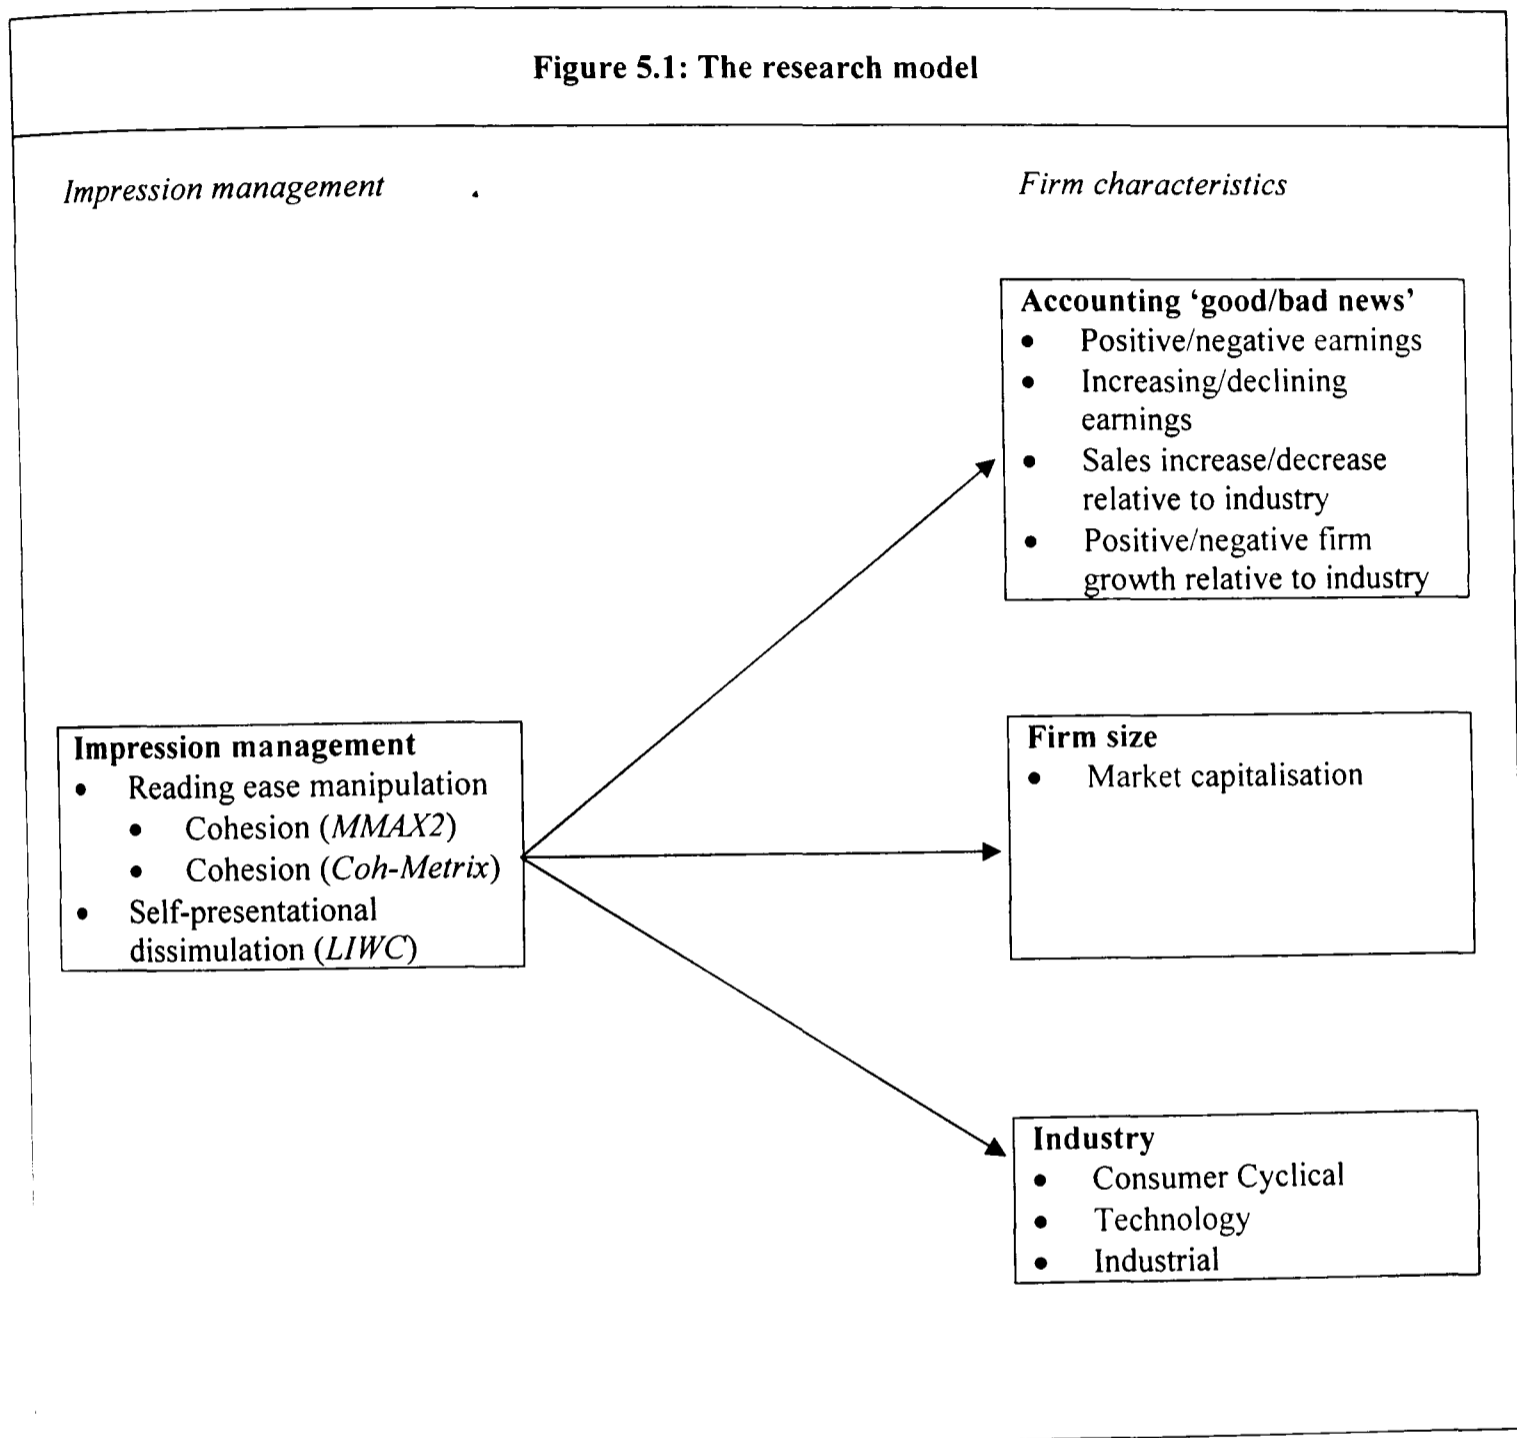 Figure 5.1: The research model
Impression management
Firm characteristics
Accounting ‘good/bad news’
• Positive/negative earnings
• Increasing/declining
earnings
• Sales increase/decrease
relative to industry
• Positive/negative firm
growth relative to industry
Impression management
• Reading ease manipulation
• Cohesion (MMAX2)
• Cohesion (Coh-Metrix)
• Self-presentational
dissimulation (LIWC)
Firm size
• Market capitalisation
Industry
• Consumer Cyclical
• Technology
• Industrial